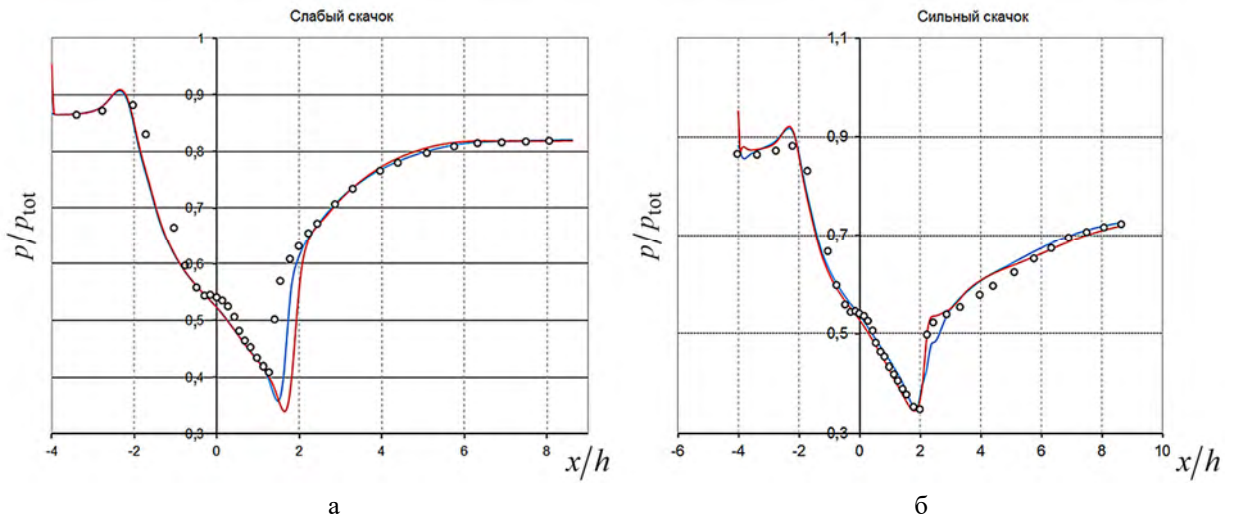 Слабый скачок
1
0,9
0,8
0,7
0,6
0,5
0,4
0,3
-4 -2 0 2 4 6 8
p/p_tot
x/h
а
Сильный скачок
1,1
0,9
0,7
0,5
0,3
-6 -4 -2 0 2 4 6 8 10
p/p_tot
x/h
б